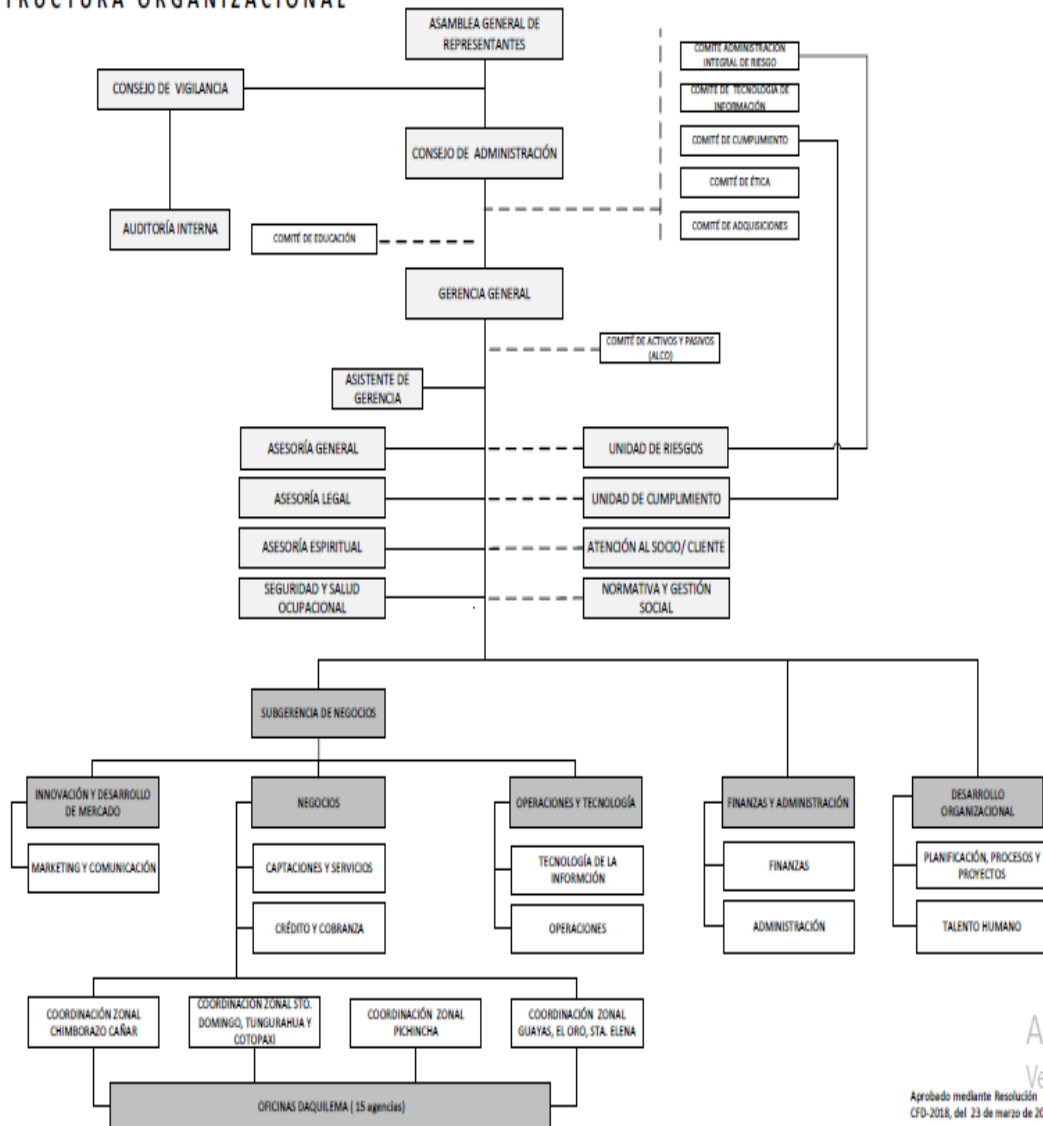 ORGANIZACIONAL
ASAMBLEA GENERAL DE
REPRESENTANTES
COMITÉ ADMINISTRACIÓN
INTEGRAL DE RIESGO
CONSEJO DE VIGILANCIA
COMITÉ DE TECNOLOGIA DE
INFORMACIÓN
CONSEJO DE ADMINISTRACIÓN
COMITÉ DE CUMPLIMIENTO
COMITÉ DE ÉTICA
AUDITORÍA INTERNA
COMITÉ DE EDUCACIÓN
COMITÉ DE ADQUISICIONES
GERENCIA GENERAL
COMITÉ DE ACTIVOS Y PASIVOS
(ALCO)
ASISTENTE DE
GERENCIA
ASESORÍA GENERAL
UNIDAD DE RIESGOS
ASESORÍA LEGAL
UNIDAD DE CUMPLIMIENTO
ASESORÍA ESPIRITUAL
ATENCIÓN AL SOCIO/ CLIENTE
SEGURIDAD Y SALUD
OCUPACIONAL
NORMATIVA Y GESTIÓN
SOCIAL
SUBGERENCIA DE NEGOCIOS
INNOVACIÓN Y DESARROLLO
DE MERCADO
NEGOCIOS
OPERACIONES Y TECNOLOGÍA
FINANZAS Y ADMINISTRACIÓN
DESARROLLO
ORGANIZACIONAL
MARKETING Y COMUNICACIÓN
CAPTACIONES Y SERVICIOS
TECNOLOGÍA DE LA
INFORMCIÓN
FINANZAS
PLANIFICACIÓN, PROCESOS Y
PROYECTOS
CRÉDITO Y COBRANZA
OPERACIONES
ADMINISTRACIÓN
TALENTO HUMANO
COORDINACIÓN ZONAL
CHIMBORAZO CAÑAR
COORDINACIÓN ZONAL STO.
DOMINGO, TUNGURAHUA Y
COTOPAXI
COORDINACIÓN ZONAL
PICHINCHA
COORDINACIÓN ZONAL
GUAYAS, EL ORO, STA. ELENA
OFICINAS DAQUILEMA ( 15 agencias)
Aprobado mediante Resolución
CFD-2018, del 23 de marzo de